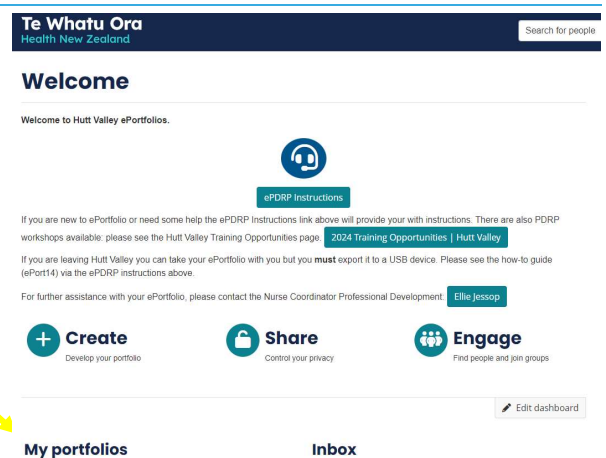 Te Whatu Ora
Health New Zealand
Search for people
Welcome
Welcome to Hutt Valley ePortfolios.
ePDRP Instructions
If you are new to ePortfolio or need some help the ePDRP Instructions link above will provide your with instructions. There are also PDRP
workshops available: please see the Hutt Valley Training Opportunities page. 2024 Training Opportunities | Hutt Valley
If you are leaving Hutt Valley you can take your ePortfolio with you but you must export it to a USB device. Please see the how-to guide
(ePort14) via the ePDRP instructions above.
For further assistance with your ePortfolio, please contact the Nurse Coordinator Professional Development: Ellie Jessop
Create
Develop your portfolio
Share
Control your privacy
Engage
Find people and join groups
Edit dashboard
My portfolios
Inbox